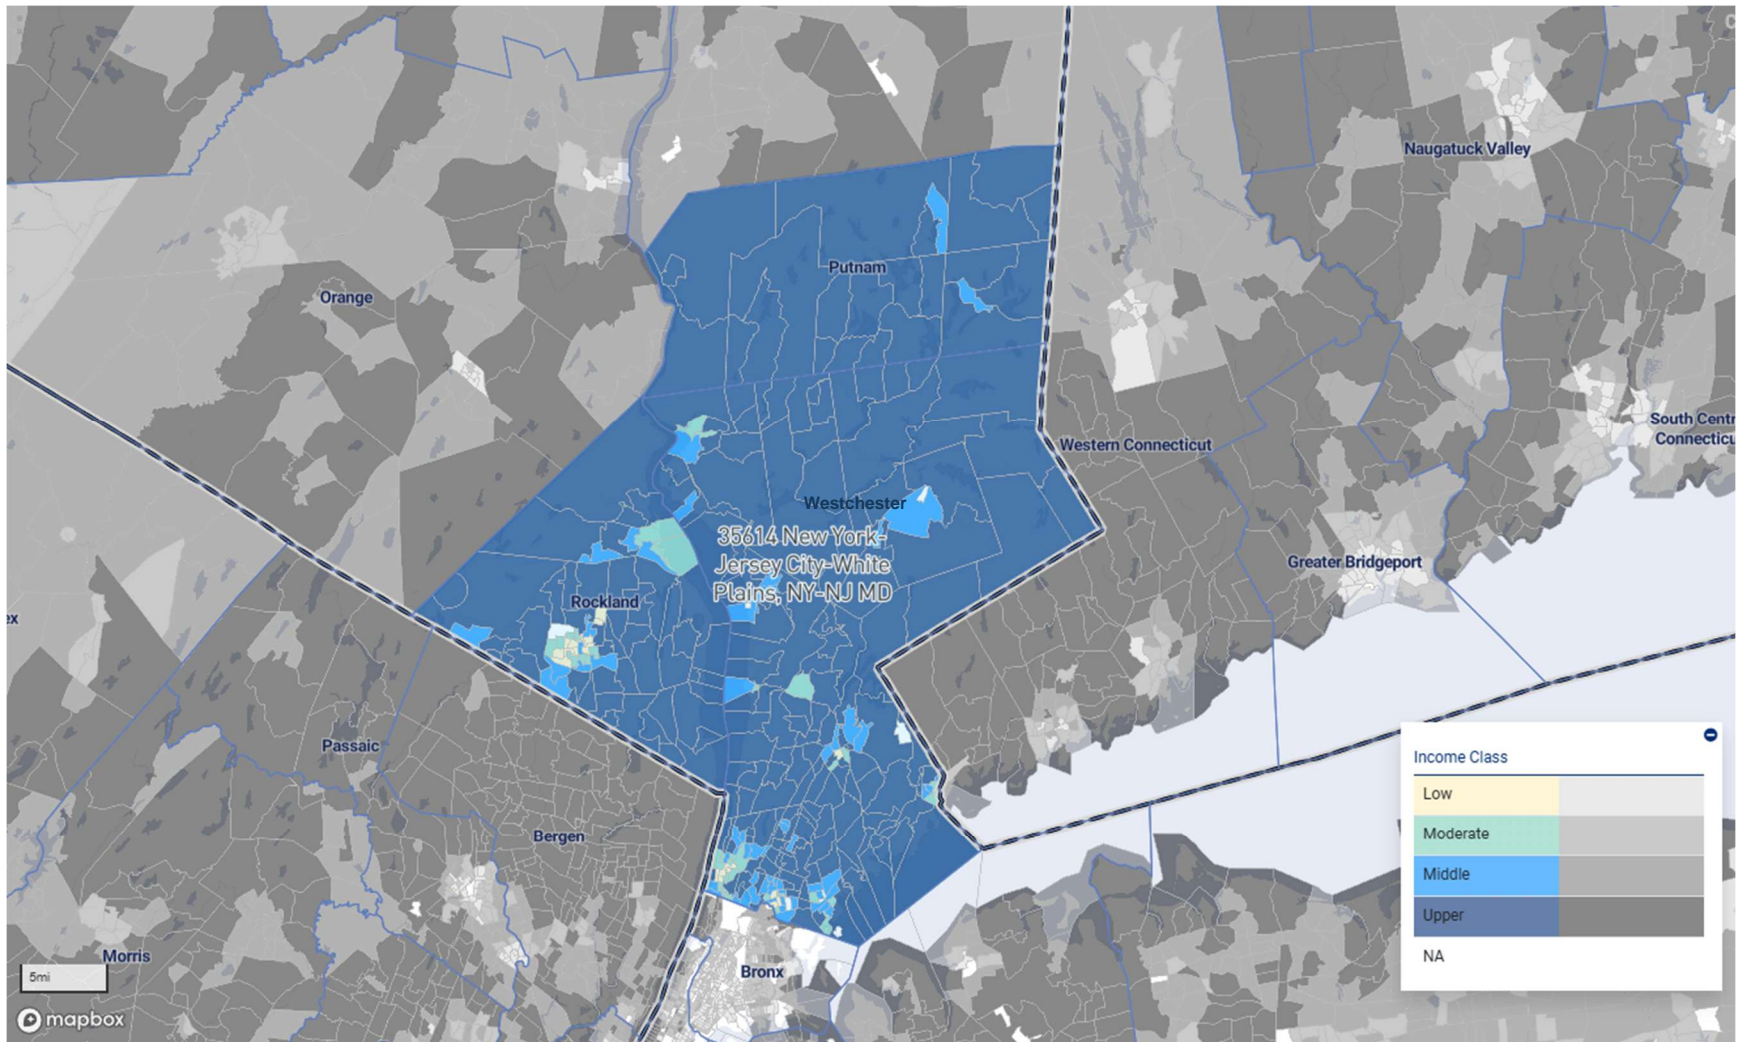 Naugatuck Valley
Putnam
Orange
South Centr
Connecticu
Western Connecticut
Westchester
35614 New York-
Jersey City-White
Plains, NY-NJ MD
Greater Bridgeport
Rockland
ex
Passaic
Bergen
Morris
Bronx
5mi
mapbox
Income Class
Low
Moderate
Middle
Upper
NA